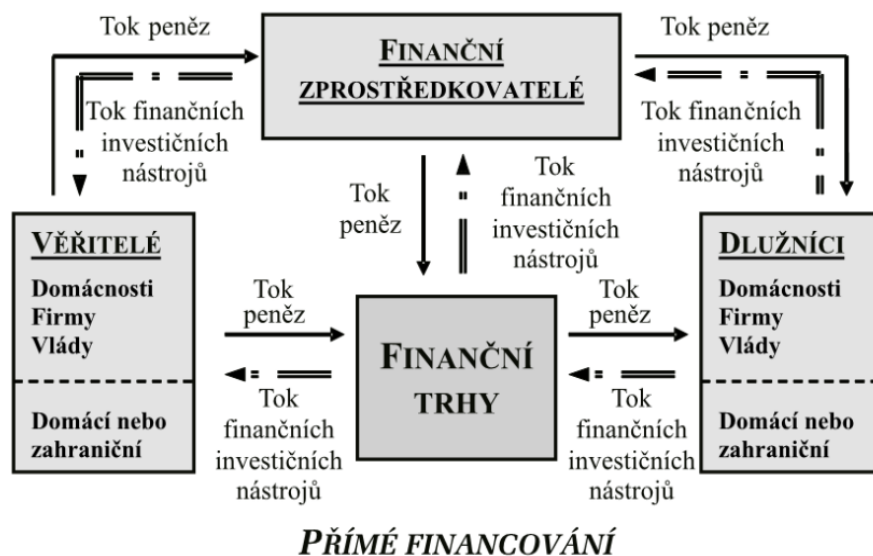 Tok peněz
FINANČNÍ
ZPROSTŘEDKOVATELÉ
Tok peněz
Tok finančních
investičních
nástrojů
Tok finančních
investičních
nástrojů
Tok
peněz
Tok
finančních
investičních
nástrojů
VĚŘITELÉ
Domácnosti
Firmy
Vlády
Domácí nebo
zahraniční
Tok
peněz
Tok
finančních
investičních
nástrojů
FINANČNÍ
TRHY
Tok
peněz
Tok
finančních
investičních
nástrojů
DLUŽNÍCI
Domácnosti
Firmy
Vlády
Domácí nebo
zahraniční
PŘÍMÉ FINANCOVÁNÍ